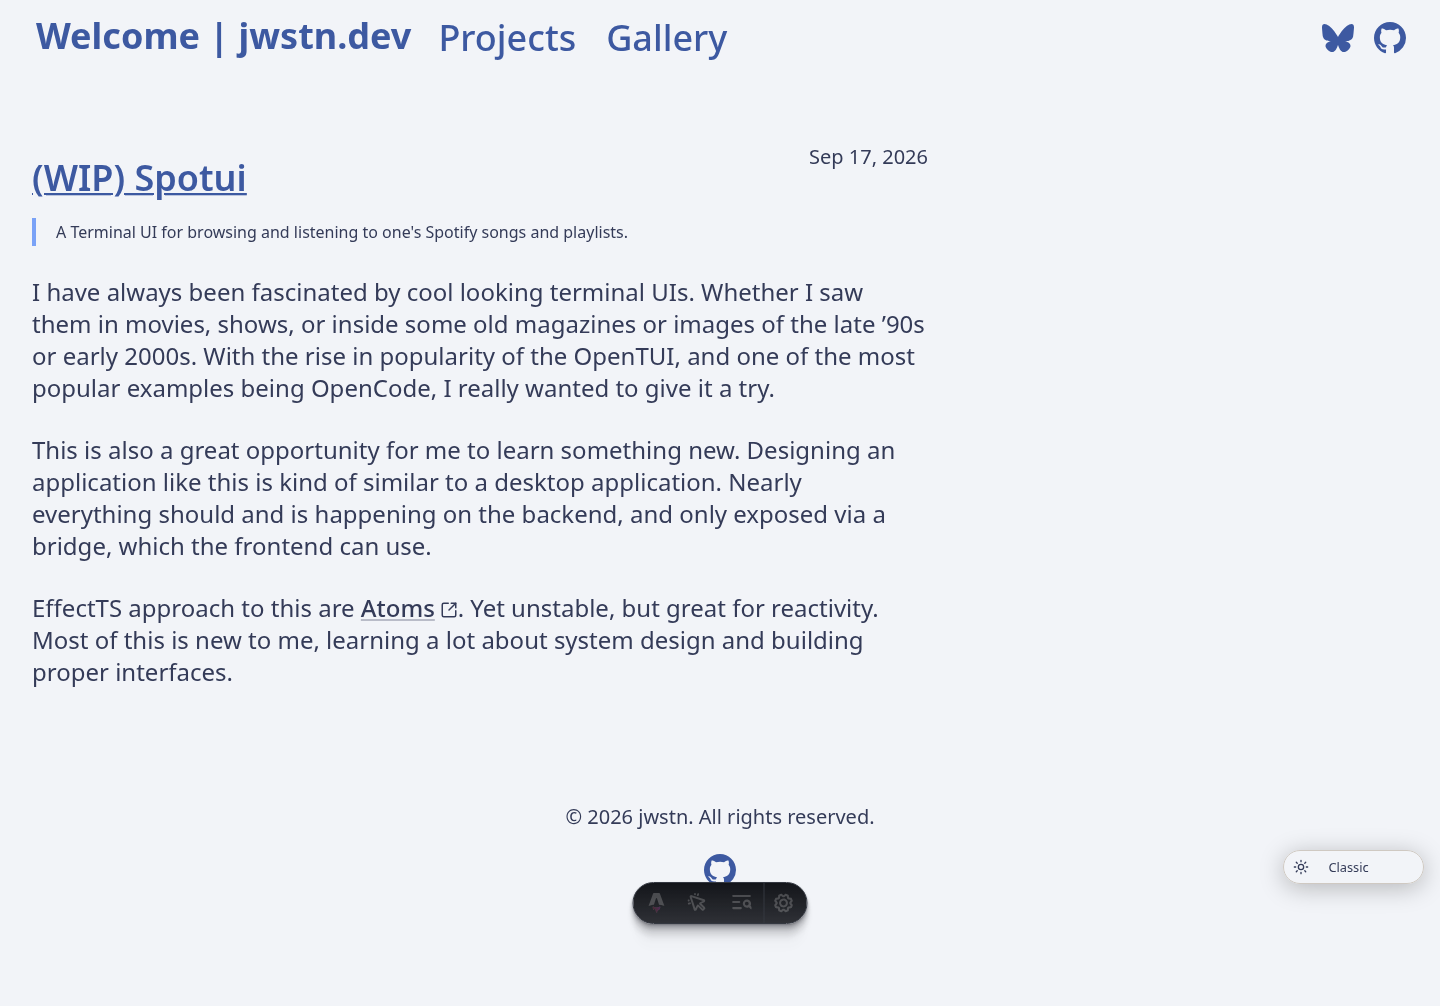 Welcome | jwstn.dev Projects Gallery
Sep 17, 2026
(WIP) Spotui
A Terminal UI for browsing and listening to one's Spotify songs and playlists.
I have always been fascinated by cool looking terminal UIs. Whether I saw
them in movies, shows, or inside some old magazines or images of the late ’90s
or early 2000s. With the rise in popularity of the OpenTUI, and one of the most
popular examples being OpenCode, I really wanted to give it a try.
This is also a great opportunity for me to learn something new. Designing an
application like this is kind of similar to a desktop application. Nearly
everything should and is happening on the backend, and only exposed via a
bridge, which the frontend can use.
EffectTS approach to this are Atoms. Yet unstable, but great for reactivity.
Most of this is new to me, learning a lot about system design and building
proper interfaces.
© 2026 jwstn. All rights reserved.
Classic